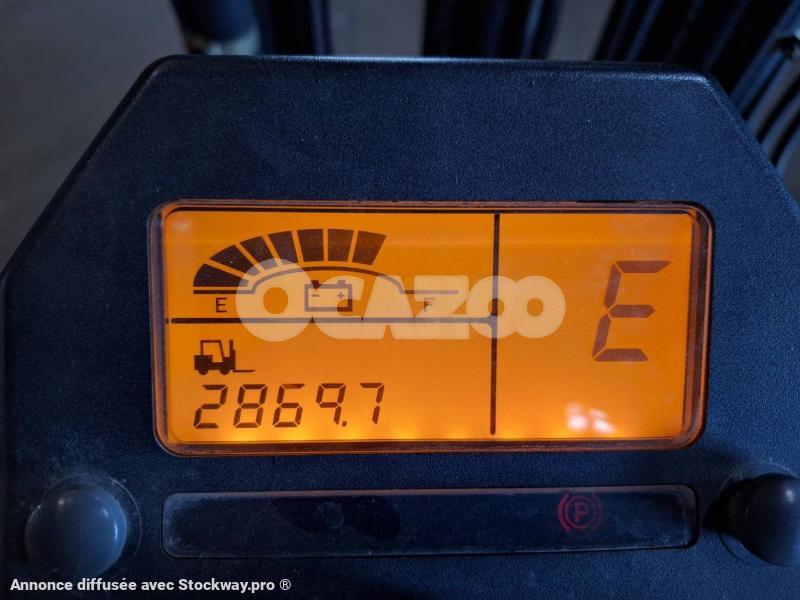 E
- +
F
E
OCAZOO
2869.7
P
Annonce diffusée avec Stockway.pro ®